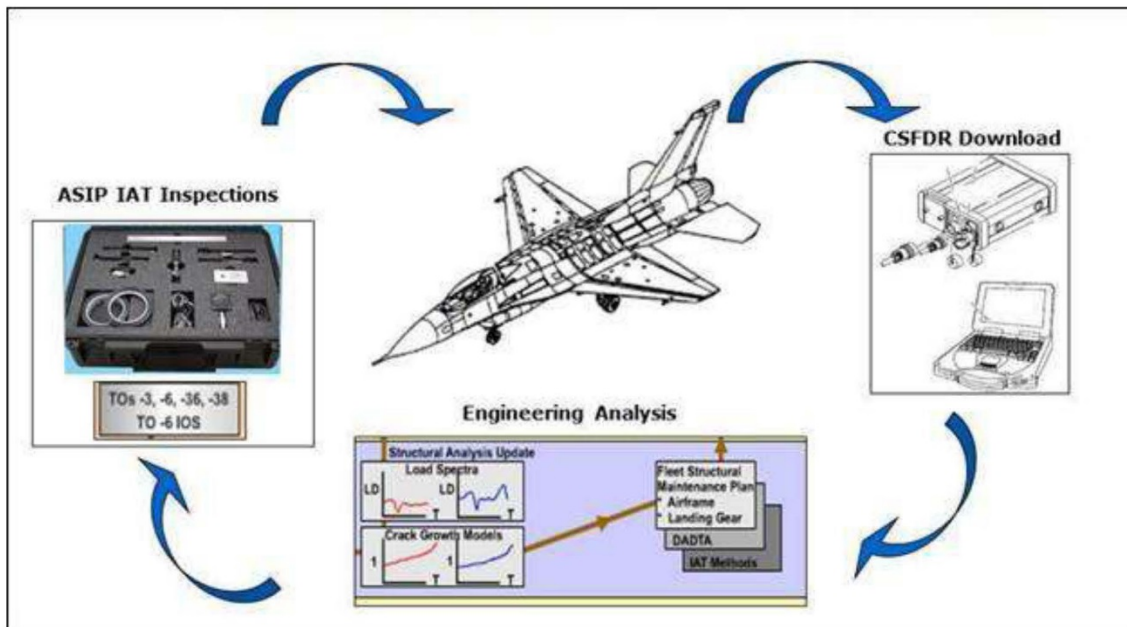 CSFDR Download
ASIP IAT Inspections
TOs -3, -6, -36, -38
TO -6 IOS
Engineering Analysis
Structural Analysis Update
Load Spectra
LD
T
LD
T
Crack Growth Models
1
T
1
T
Fleet Structural
Maintenance Plan
Airframe
Landing Gear
DADTA
IAT Methods